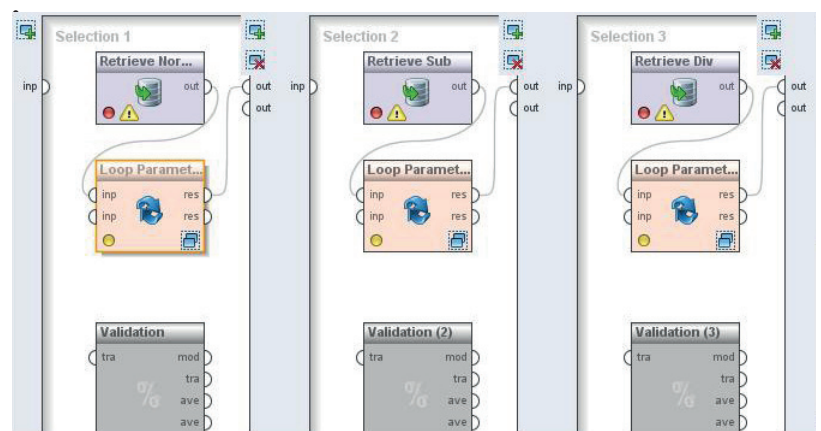 Selection 1
Retrieve Nor...
inp
out
out
out
Loop Paramet...
inp
res
inp
res
Validation
tra
mod
tra
ave
ave
Selection 2
Retrieve Sub
inp
out
out
out
Loop Paramet...
inp
res
inp
res
Validation (2)
tra
mod
tra
ave
ave
Selection 3
Retrieve Div
inp
out
out
out
Loop Paramet...
inp
res
inp
res
Validation (3)
tra
mod
tra
ave
ave